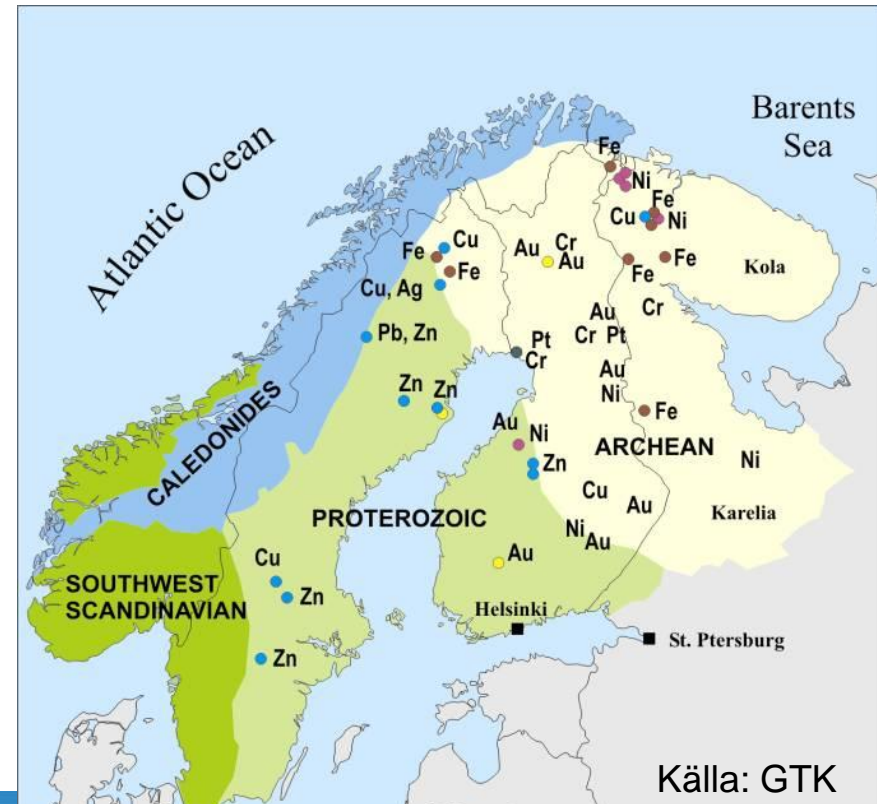 Barents
Sea
Atlantic Ocean
Fe
Ni
Fe
Cu
Ni
Fe
Cu
Au
Cr
Au
Fe
Fe
Fe
Kola
Cu, Ag
Au
Cr
Pb, Zn
Cr Pt
Pt
Cr
Au
Zn
Zn
Ni
Fe
Au
Ni
CALEDONIDES
ARCHEAN
Zn
Ni
Cu
Au
Karelia
PROTEROZOIC
Ni
Au
Cu
Au
SOUTHWEST
SCANDINAVIAN
Zn
Helsinki
St. Ptersburg
Zn
Källa: GTK